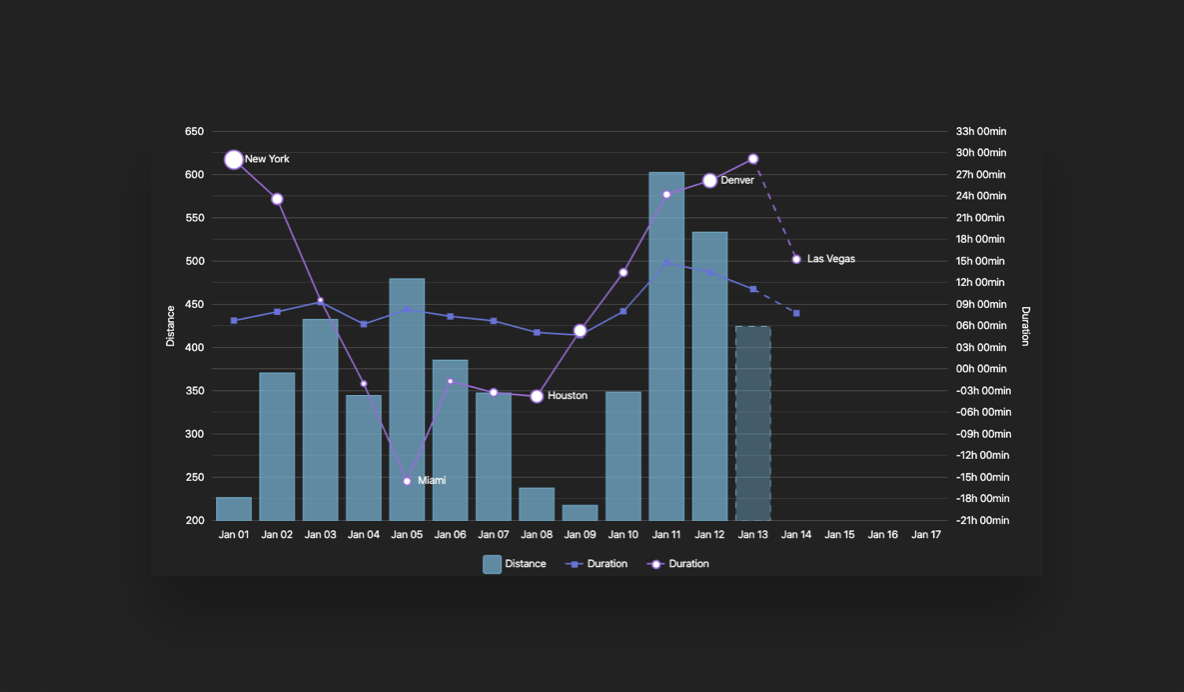 650
600
550
500
450
400
350
300
250
200
Distance
33h 00min
30h 00min
27h 00min
24h 00min
21h 00min
18h 00min
15h 00min
12h 00min
09h 00min
06h 00min
03h 00min
00h 00min
-03h 00min
-06h 00min
-09h 00min
-12h 00min
-15h 00min
-18h 00min
-21h 00min
Duration
New York
Denver
Las Vegas
Houston
Miami
Jan 01 Jan 02 Jan 03 Jan 04 Jan 05 Jan 06 Jan 07 Jan 08 Jan 09 Jan 10 Jan 11 Jan 12 Jan 13 Jan 14 Jan 15 Jan 16 Jan 17
Distance Duration Duration